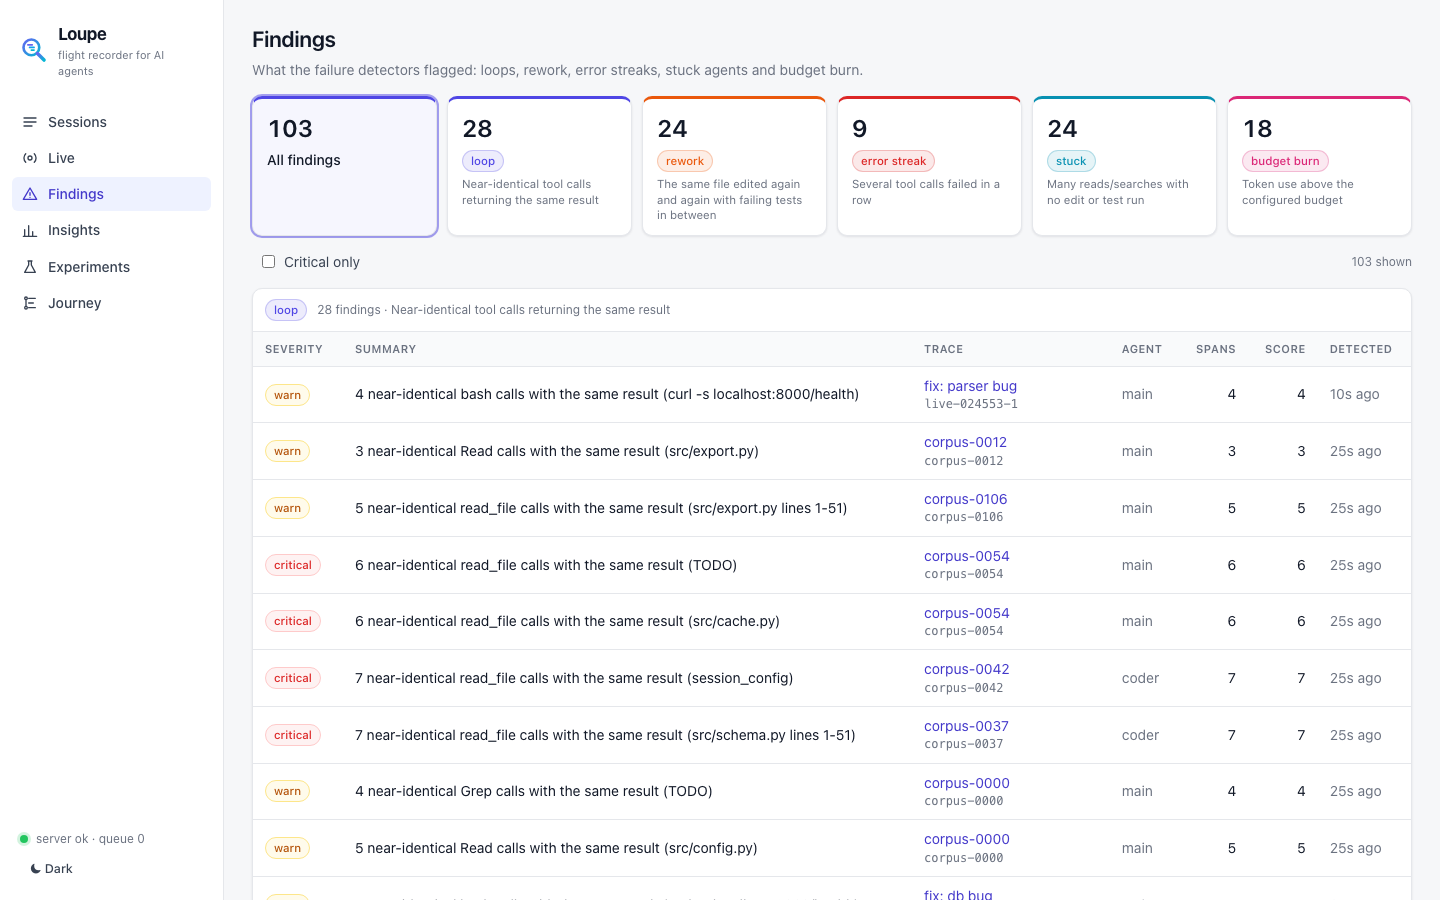 Loupe
flight recorder for AI
agents
Sessions
Live
Findings
Insights
Experiments
Journey
server ok · queue 0
Dark
Findings
What the failure detectors flagged: loops, rework, error streaks, stuck agents and budget burn.
103
All findings
28
loop
Near-identical tool calls
returning the same result
24
rework
The same file edited again
and again with failing tests
in between
9
error streak
Several tool calls failed in a
row
24
stuck
Many reads/searches with
no edit or test run
18
budget burn
Token use above the
configured budget
Critical only
103 shown
loop 28 findings · Near-identical tool calls returning the same result
SEVERITY SUMMARY TRACE AGENT SPANS SCORE DETECTED
warn 4 near-identical bash calls with the same result (curl -s localhost:8000/health) fix: parser bug main 4 4 10s ago
live-024553-1
warn 3 near-identical Read calls with the same result (src/export.py) corpus-0012 main 3 3 25s ago
corpus-0012
warn 5 near-identical read_file calls with the same result (src/export.py lines 1-51) corpus-0106 main 5 5 25s ago
corpus-0106
critical 6 near-identical read_file calls with the same result (TODO) corpus-0054 main 6 6 25s ago
corpus-0054
critical 6 near-identical read_file calls with the same result (src/cache.py) corpus-0054 main 6 6 25s ago
corpus-0054
critical 7 near-identical read_file calls with the same result (session_config) corpus-0042 coder 7 7 25s ago
corpus-0042
critical 7 near-identical read_file calls with the same result (src/schema.py lines 1-51) corpus-0037 coder 7 7 25s ago
corpus-0037
warn 4 near-identical Grep calls with the same result (TODO) corpus-0000 main 4 4 25s ago
corpus-0000
warn 5 near-identical Read calls with the same result (src/config.py) corpus-0000 main 5 5 25s ago
corpus-0000
fix: db bug